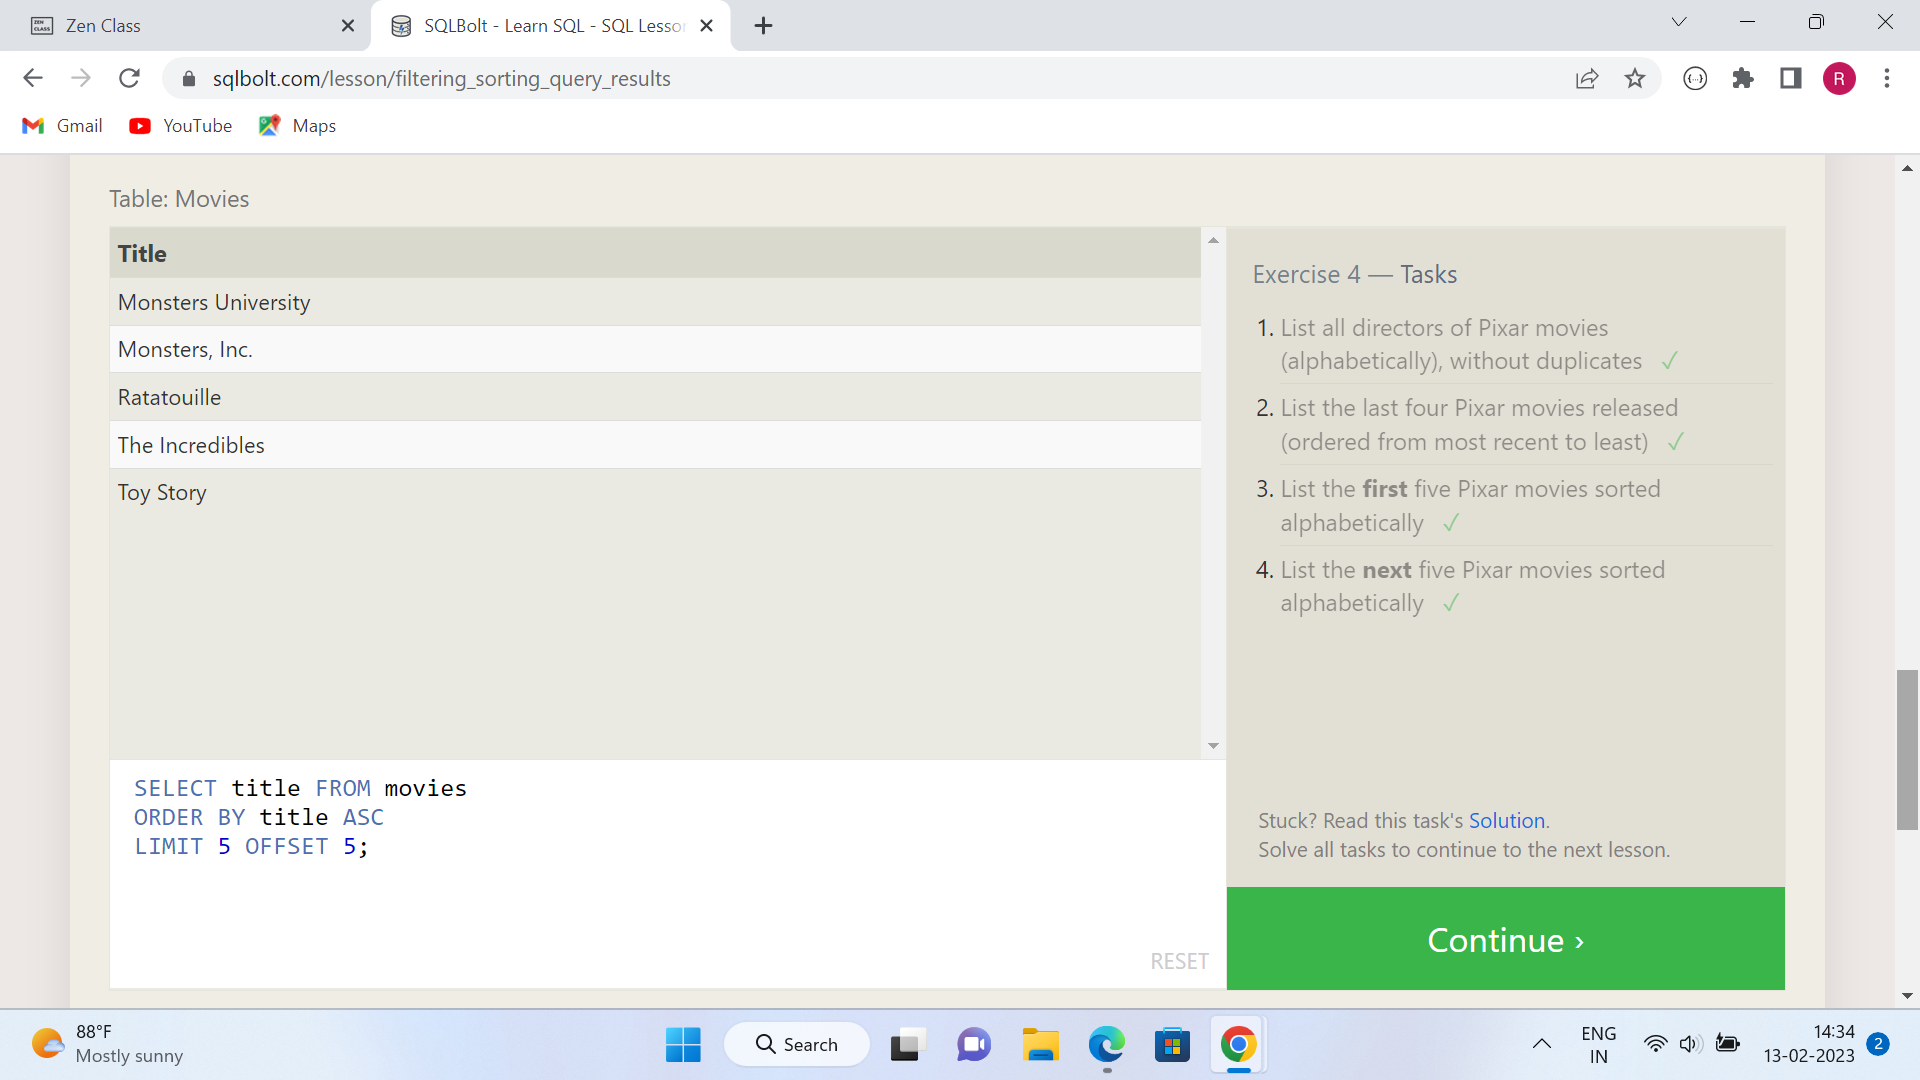 Zen Class
SQLBolt - Learn SQL - SQL Lesso
sqlbolt.com/lesson/filtering_sorting_query_results
R
Gmail
YouTube
Maps
Table: Movies
Title
Monsters University
Monsters, Inc.
Ratatouille
The Incredibles
Toy Story
SELECT title FROM movies
ORDER BY title ASC
LIMIT 5 OFFSET 5;
RESET
Exercise 4 — Tasks
1. List all directors of Pixar movies
(alphabetically), without duplicates ✓
2. List the last four Pixar movies released
(ordered from most recent to least) ✓
3. List the first five Pixar movies sorted
alphabetically ✓
4. List the next five Pixar movies sorted
alphabetically ✓
Stuck? Read this task's Solution.
Solve all tasks to continue to the next lesson.
Continue ›
88°F
Mostly sunny
Search
ENG
IN
14:34
13-02-2023
2